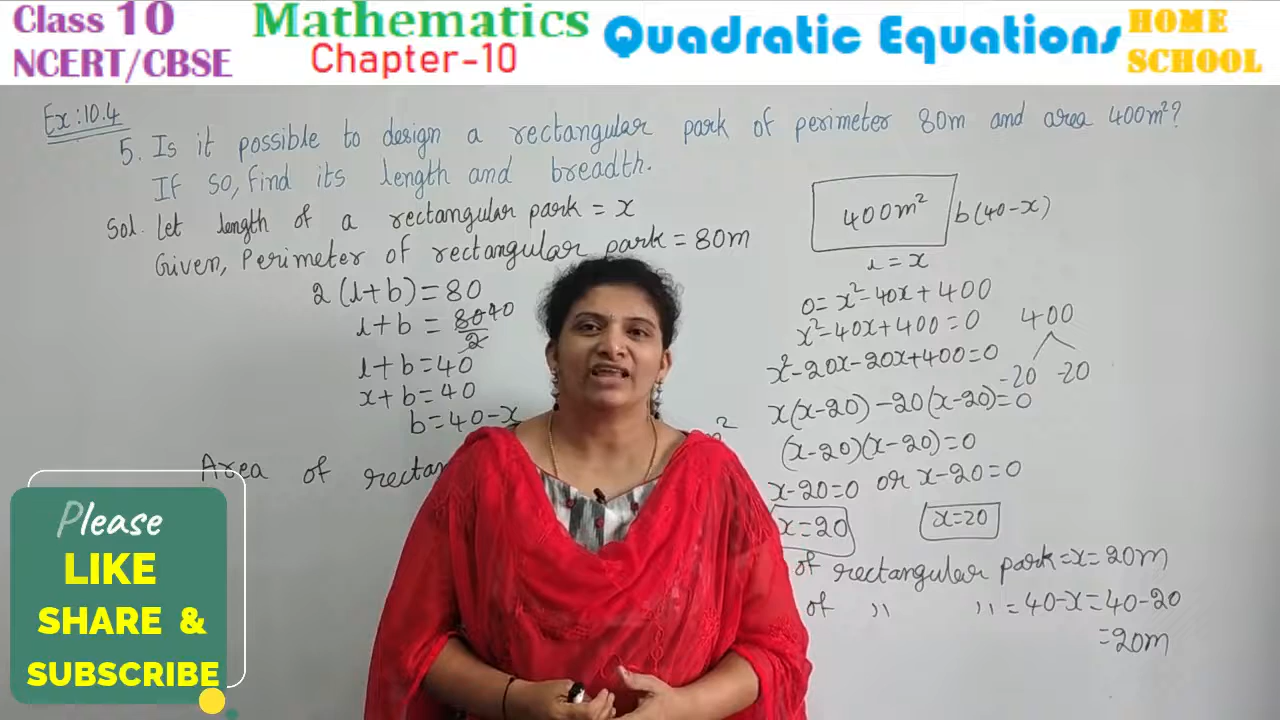 Class 10
NCERT/CBSE
Mathematics
Chapter-10
Quadratic Equations
HOME
SCHOOL
Ex:10.4
5. Is it possible to design a rectangular park of perimeter 80m and area 400m²?
If so, find its length and breadth.
Sol. Let length of a rectangular park = x
Given, Perimeter of rectangular park = 80m
2(l+b) = 80
l+b = 80/2 40
l+b = 40
x+b = 40
b = 40-x
Area of
400m²
b(40-x)
l = x
0 = x²-40x+400
x²-40x+400=0
x²-20x-20x+400=0
x(x-20) -20(x-20)=0
(x-20)(x-20)=0
x-20=0 or x-20=0
x=20 x=20
400
-20 -20
of rectangular park=x=20m
of " " = 40-x=40-20
=20m
Please
LIKE
SHARE &
SUBSCRIBE